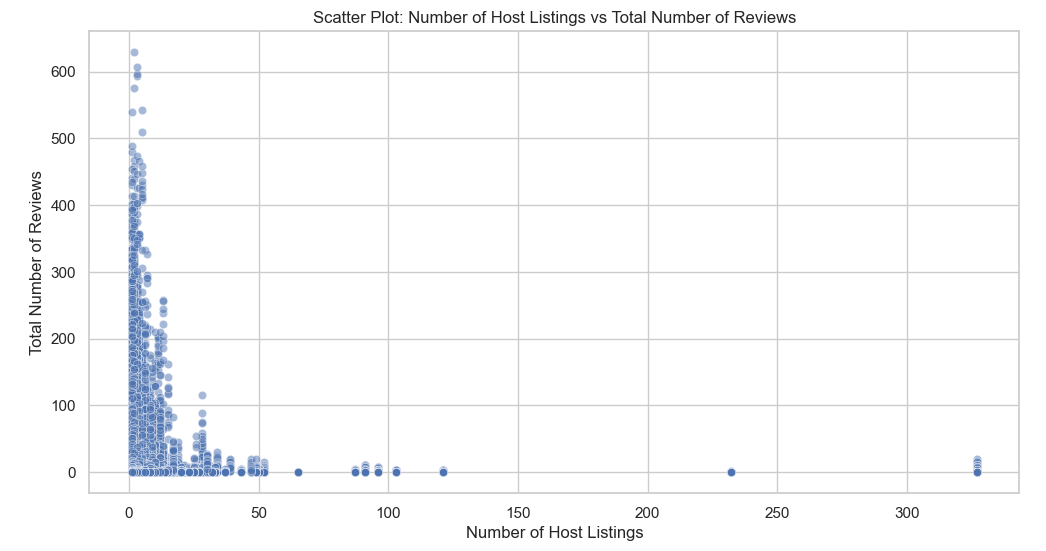 Scatter Plot: Number of Host Listings vs Total Number of Reviews
Total Number of Reviews
600
500
400
300
200
100
0
0 50 100 150 200 250 300
Number of Host Listings